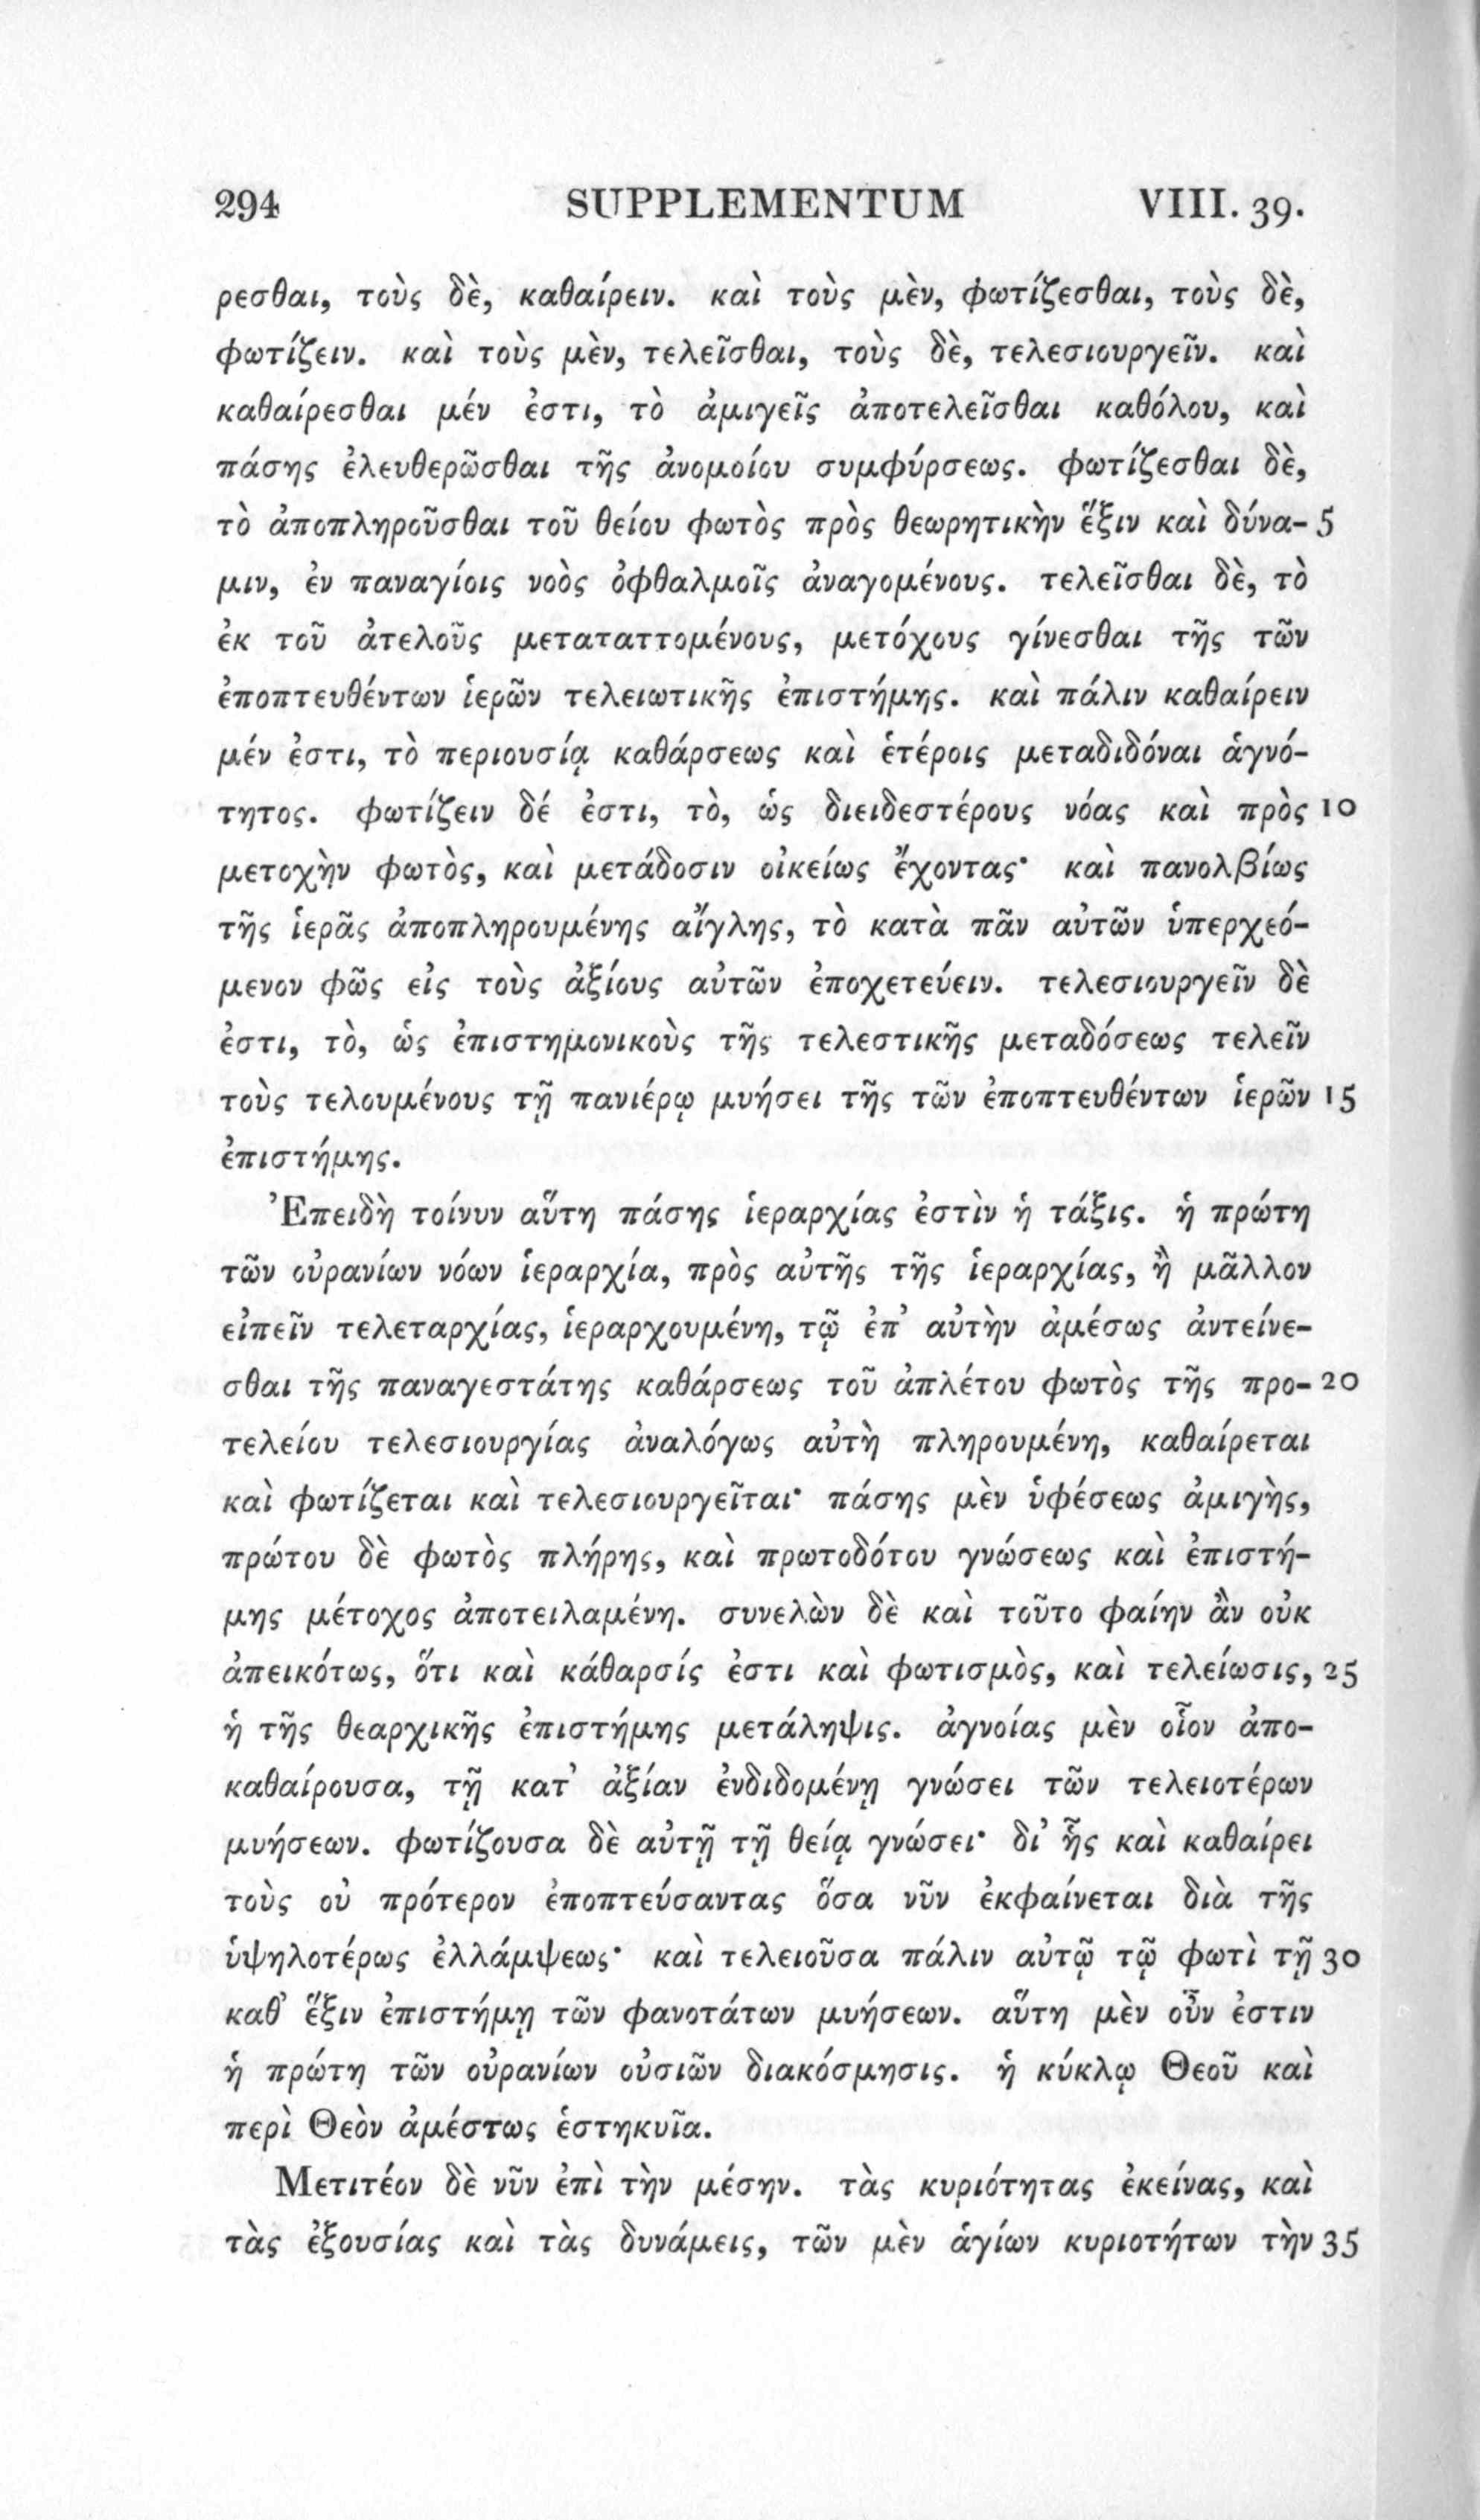 294 SUPPLEMENTUM VIII. 39.
ρεσθαι, τοὺς δὲ, καθαίρειν. καὶ τοὺς μὲν, φωτίζεσθαι, τοὺς δὲ,
φωτίζειν. καὶ τοὺς μὲν, τελεῖσθαι, τοὺς δὲ, τελεσιουργεῖν. καὶ
καθαίρεσθαι μέν ἐστι, τὸ ἀμιγεῖς ἀποτελεῖσθαι καθόλου, καὶ
πάσης ἐλευθερῶσθαι τῆς ἀνομοίου συμφύρσεως. φωτίζεσθαι δὲ,
τὸ ἀποπληροῦσθαι τοῦ θείου φωτὸς πρὸς θεωρητικὴν ἕξιν καὶ δύνα- 5
μιν, ἐν παναγίοις νοὸς ὀφθαλμοῖς ἀναγομένους. τελεῖσθαι δὲ, τὸ
ἐκ τοῦ ἀτελοῦς μεταταττομένους, μετόχους γίνεσθαι τῆς τῶν
ἐποπτευθέντων ἱερῶν τελειωτικῆς ἐπιστήμης. καὶ πάλιν καθαίρειν
μέν ἐστι, τὸ περιουσίᾳ καθάρσεως καὶ ἑτέροις μεταδιδόναι ἁγνό-
τητος. φωτίζειν δέ ἐστι, τὸ, ὡς διειδεστέρους νόας καὶ πρὸς 10
μετοχὴν φωτὸς, καὶ μετάδοσιν οἰκείως ἔχοντας· καὶ πανολβίως
τῆς ἱερᾶς ἀποπληρουμένης αἴγλης, τὸ κατὰ πᾶν αὐτῶν ὑπερχεό-
μενον φῶς εἰς τοὺς ἀξίους αὐτῶν ἐποχετεύειν. τελεσιουργεῖν δὲ
ἐστι, τὸ, ὡς ἐπιστημονικοὺς τῆς τελεστικῆς μεταδόσεως τελεῖν
τοὺς τελουμένους τῇ πανιέρῳ μυήσει τῆς τῶν ἐποπτευθέντων ἱερῶν 15
ἐπιστήμης.
Ἐπειδὴ τοίνυν αὕτη πάσης ἱεραρχίας ἐστὶν ἡ τάξις. ἡ πρώτη
τῶν οὐρανίων νόων ἱεραρχία, πρὸς αὐτῆς τῆς ἱεραρχίας, ἢ μᾶλλον
εἰπεῖν τελεταρχίας, ἱεραρχουμένη, τῷ ἐπ' αὐτὴν ἀμέσως ἀντείνε-
σθαι τῆς παναγεστάτης καθάρσεως τοῦ ἀπλέτου φωτὸς τῆς προ- 20
τελείου τελεσιουργίας ἀναλόγως αὐτὴ πληρουμένη, καθαίρεται
καὶ φωτίζεται καὶ τελεσιουργεῖται· πάσης μὲν ὑφέσεως ἀμιγὴς,
πρώτου δὲ φωτὸς πλήρης, καὶ πρωτοδότου γνώσεως καὶ ἐπιστή-
μης μέτοχος ἀποτειλαμένη. συνελὼν δὲ καὶ τοῦτο φαίην ἂν οὐκ
ἀπεικότως, ὅτι καὶ κάθαρσίς ἐστι καὶ φωτισμὸς, καὶ τελείωσις, 25
ἡ τῆς θεαρχικῆς ἐπιστήμης μετάληψις. ἀγνοίας μὲν οἷον ἀπο-
καθαίρουσα, τῇ κατ' ἀξίαν ἐνδιδομένῃ γνώσει τῶν τελειοτέρων
μυήσεων. φωτίζουσα δὲ αὐτῇ τῇ θείᾳ γνώσει· δι' ἧς καὶ καθαίρει
τοὺς οὐ πρότερον ἐποπτεύσαντας ὅσα νῦν ἐκφαίνεται διὰ τῆς
ὑψηλοτέρως ἐλλάμψεως· καὶ τελειοῦσα πάλιν αὐτῷ τῷ φωτὶ τῇ 30
καθ' ἕξιν ἐπιστήμῃ τῶν φανοτάτων μυήσεων. αὕτη μὲν οὖν ἐστιν
ἡ πρώτη τῶν οὐρανίων οὐσιῶν διακόσμησις. ἡ κύκλῳ Θεοῦ καὶ
περὶ Θεὸν ἀμέστως ἑστηκυῖα.
Μετιτέον δὲ νῦν ἐπὶ τὴν μέσην. τὰς κυριότητας ἐκείνας, καὶ
τὰς ἐξουσίας καὶ τὰς δυνάμεις, τῶν μὲν ἁγίων κυριοτήτων τὴν 35